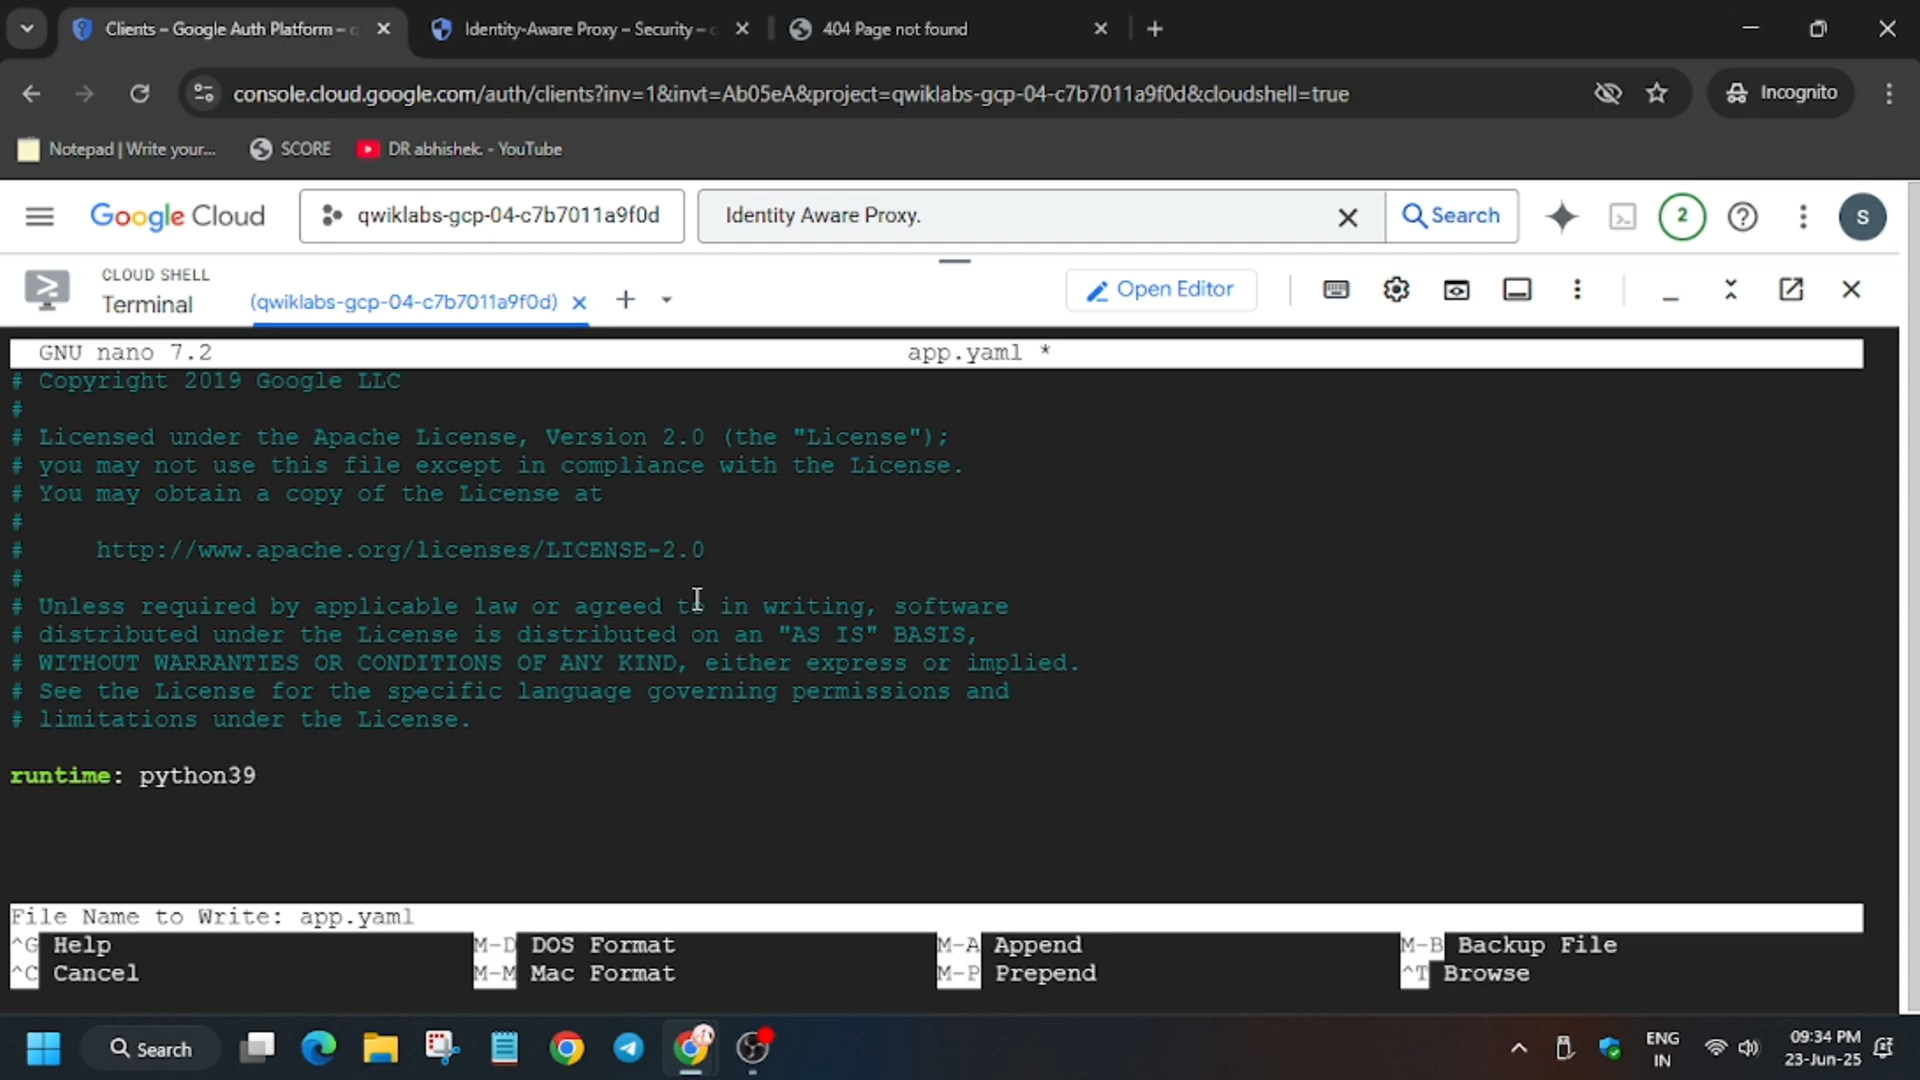 Clients – Google Auth Platform –
Identity-Aware Proxy – Security –
404 Page not found
console.cloud.google.com/auth/clients?inv=1&invt=Ab05eA&project=qwiklabs-gcp-04-c7b7011a9f0d&cloudshell=true
Incognito
Notepad | Write your...
SCORE
DR abhishek. - YouTube
Google Cloud
qwiklabs-gcp-04-c7b7011a9f0d
Identity Aware Proxy.
Search
2
S
CLOUD SHELL
Terminal
(qwiklabs-gcp-04-c7b7011a9f0d)
Open Editor
GNU nano 7.2
app.yaml *
# Copyright 2019 Google LLC
#
# Licensed under the Apache License, Version 2.0 (the "License");
# you may not use this file except in compliance with the License.
# You may obtain a copy of the License at
#
#     http://www.apache.org/licenses/LICENSE-2.0
#
# Unless required by applicable law or agreed to in writing, software
# distributed under the License is distributed on an "AS IS" BASIS,
# WITHOUT WARRANTIES OR CONDITIONS OF ANY KIND, either express or implied.
# See the License for the specific language governing permissions and
# limitations under the License.
runtime: python39
File Name to Write: app.yaml
^G Help
M-D DOS Format
M-A Append
M-B Backup File
^C Cancel
M-M Mac Format
M-P Prepend
^T Browse
Search
ENG
IN
09:34 PM
23-Jun-25